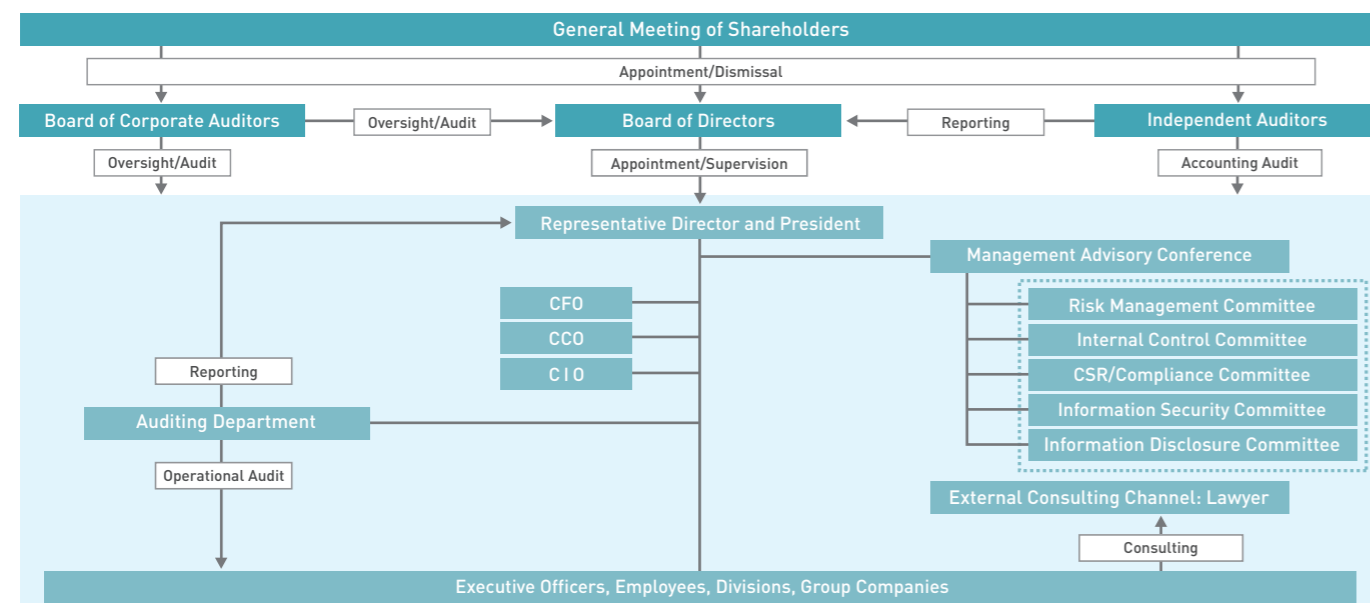 General Meeting of Shareholders
Appointment/Dismissal
Board of Corporate Auditors
Oversight/Audit
Board of Directors
Reporting
Independent Auditors
Oversight/Audit
Appointment/Supervision
Accounting Audit
Representative Director and President
Management Advisory Conference
CFO
Risk Management Committee
CCO
Internal Control Committee
CIO
CSR/Compliance Committee
Reporting
Auditing Department
Information Security Committee
Information Disclosure Committee
Operational Audit
External Consulting Channel: Lawyer
Consulting
Executive Officers, Employees, Divisions, Group Companies